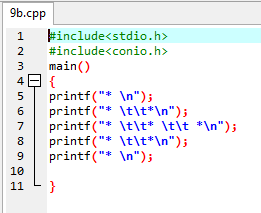 9b.cpp
1 #include<stdio.h>
2 #include<conio.h>
3 main()
4 {
5 printf("* \n");
6 printf("* \t\t*\n");
7 printf("* \t\t* \t\t *\n");
8 printf("* \t\t*\n");
9 printf("* \n");
10
11 }